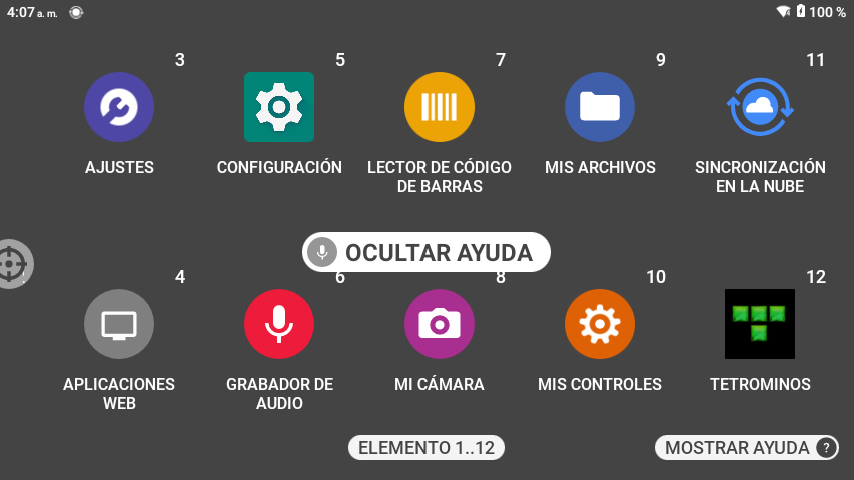 4:07 a. m.
100 %
3
5
7
9
11
AJUSTES
CONFIGURACIÓN
LECTOR DE CÓDIGO
DE BARRAS
MIS ARCHIVOS
SINCRONIZACIÓN
EN LA NUBE
OCULTAR AYUDA
4
6
8
10
12
APLICACIONES
WEB
GRABADOR DE
AUDIO
MI CÁMARA
MIS CONTROLES
TETROMINOS
ELEMENTO 1..12
MOSTRAR AYUDA ?